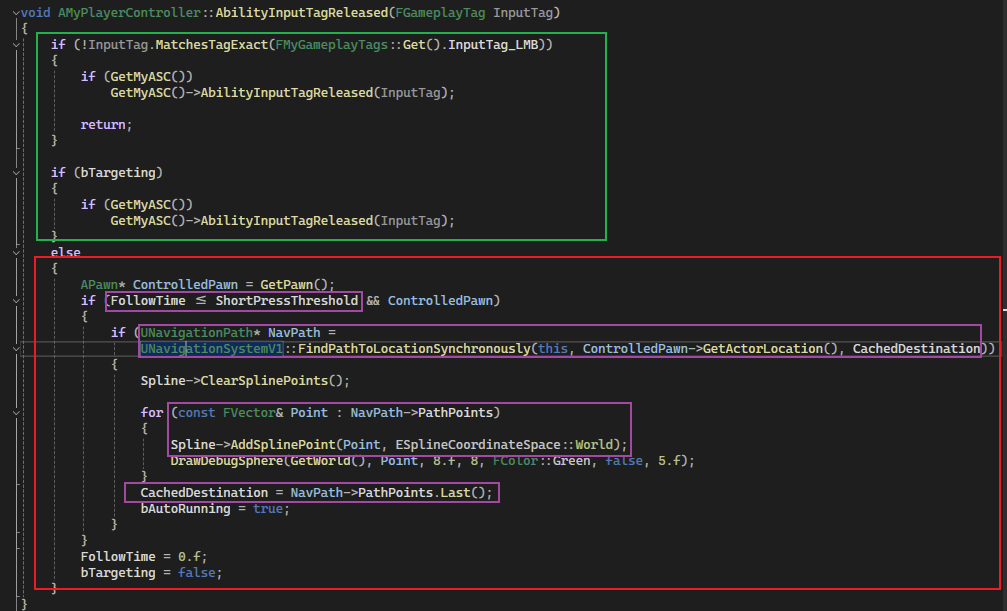 void AMyPlayerController::AbilityInputTagReleased(FGameplayTag InputTag)
{
if (!InputTag.MatchesTagExact(FMyGameplayTags::Get().InputTag_LMB))
{
if (GetMyASC())
GetMyASC()->AbilityInputTagReleased(InputTag);
return;
}
if (bTargeting)
{
if (GetMyASC())
GetMyASC()->AbilityInputTagReleased(InputTag);
}
else
{
APawn* ControlledPawn = GetPawn();
if (FollowTime ≤ ShortPressThreshold && ControlledPawn)
{
if (UNavigationPath* NavPath =
UNavigationSystemV1::FindPathToLocationSynchronously(this, ControlledPawn->GetActorLocation(), CachedDestination))
{
Spline->ClearSplinePoints();
for (const FVector& Point : NavPath->PathPoints)
{
Spline->AddSplinePoint(Point, ESplineCoordinateSpace::World);
DrawDebugSphere(GetWorld(), Point, 8.f, 8, FColor::Green, false, 5.f);
}
CachedDestination = NavPath->PathPoints.Last();
bAutoRunning = true;
}
}
FollowTime = 0.f;
bTargeting = false;
}
}